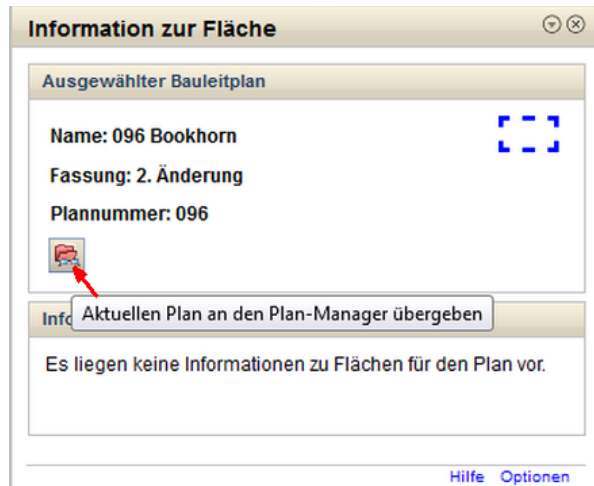 Information zur Fläche
Ausgewählter Bauleitplan
Name: 096 Bookhorn
Fassung: 2. Änderung
Plannummer: 096
Aktuellen Plan an den Plan-Manager übergeben
Es liegen keine Informationen zu Flächen für den Plan vor.
Hilfe Optionen